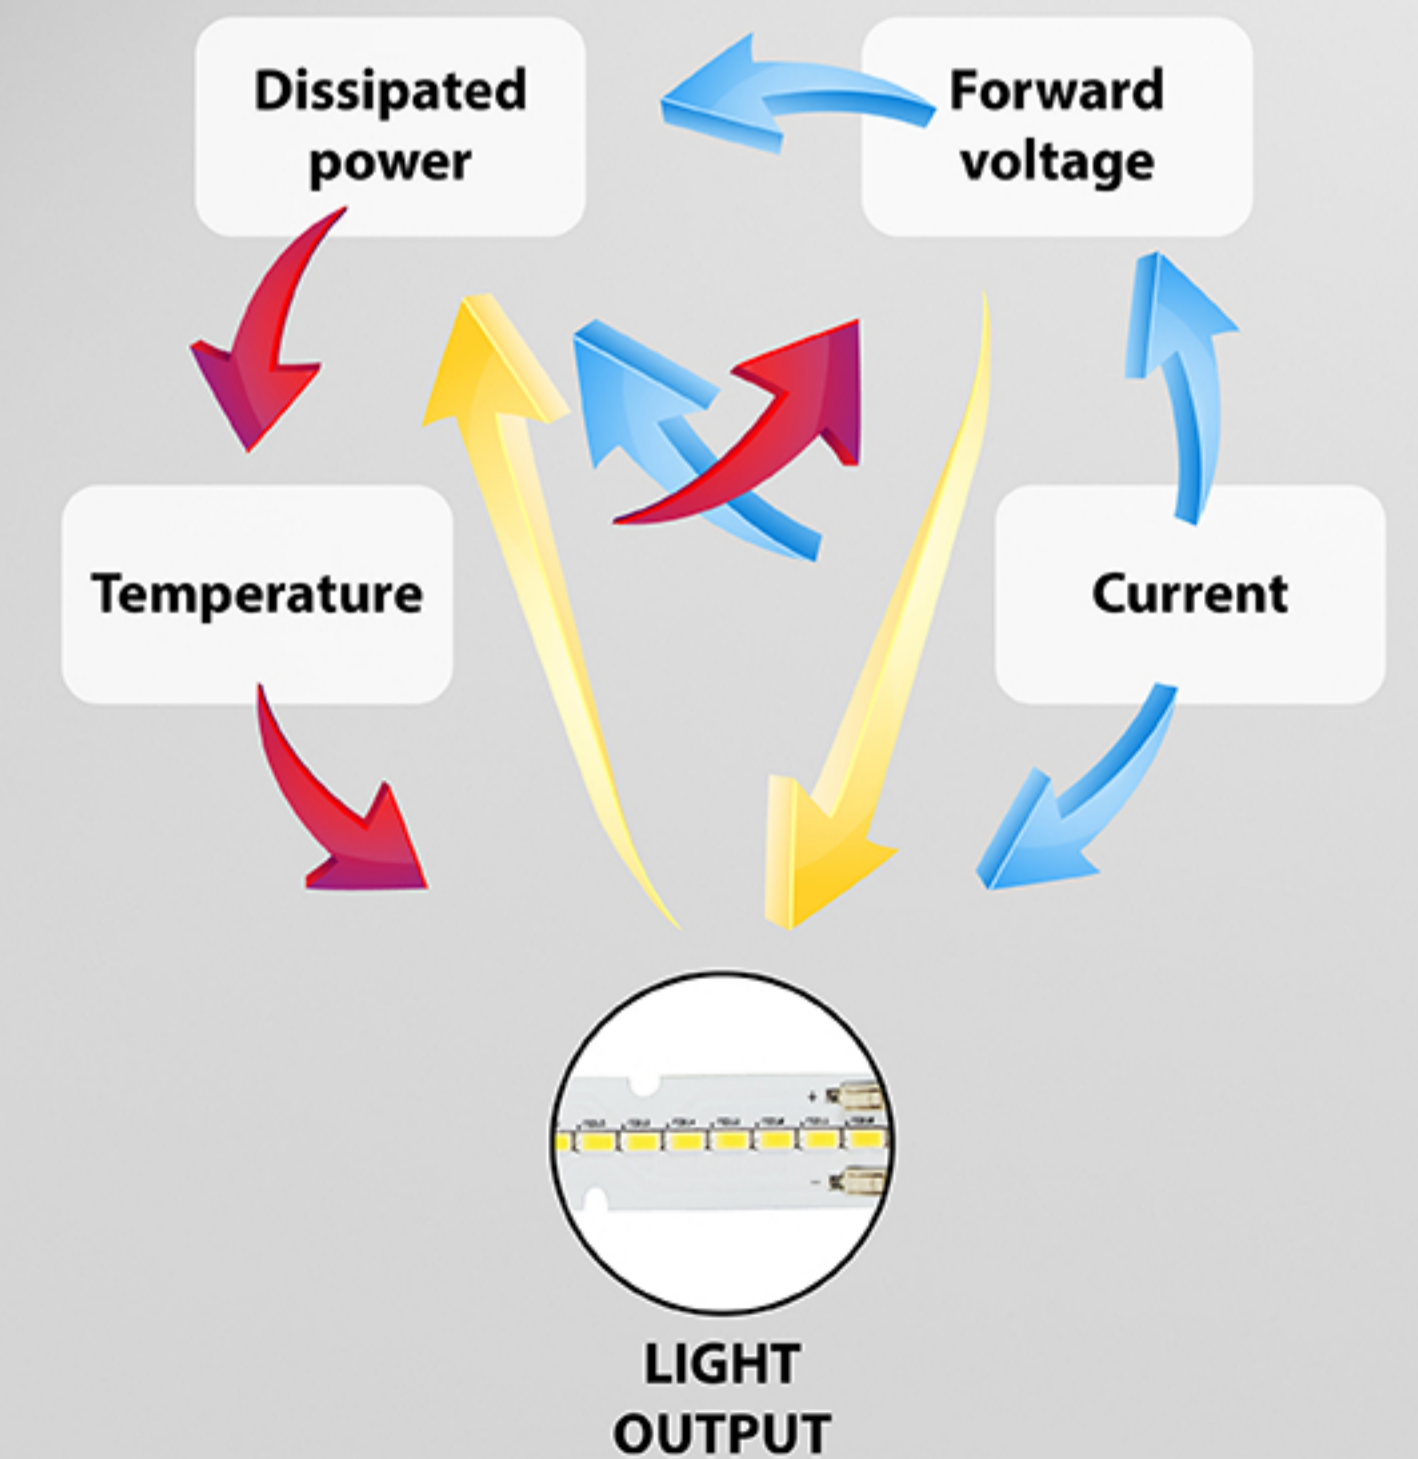 Dissipated
power
Forward
voltage
Temperature
Current
+
-
LIGHT
OUTPUT